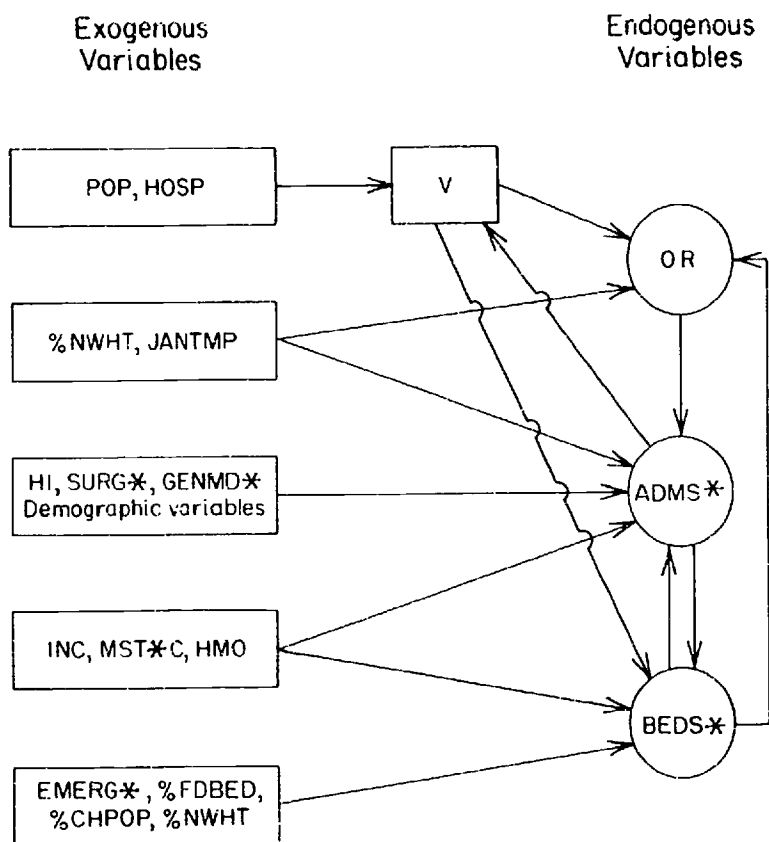 Exogenous
Variables
Endogenous
Variables
POP, HOSP
V
OR
%NWHT, JANTMP
HI, SURG*, GENMD*
Demographic variables
ADMS*
INC, MST*C, HMO
BEDS*
EMERG*, %FDBED,
%CHPOP, %NWHT